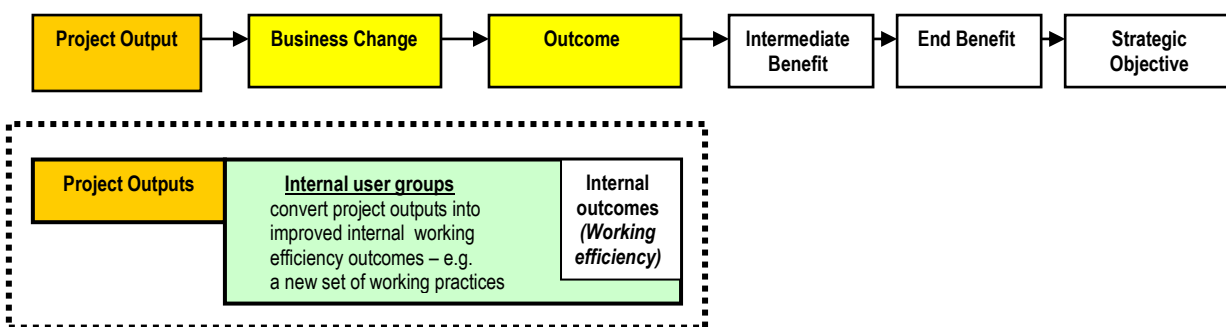 Project Output
Business Change
Outcome
Intermediate
Benefit
End Benefit
Strategic
Objective
Project Outputs
Internal user groups
convert project outputs into
improved internal working
efficiency outcomes – e.g.
a new set of working practices
Internal
outcomes
(Working
efficiency)